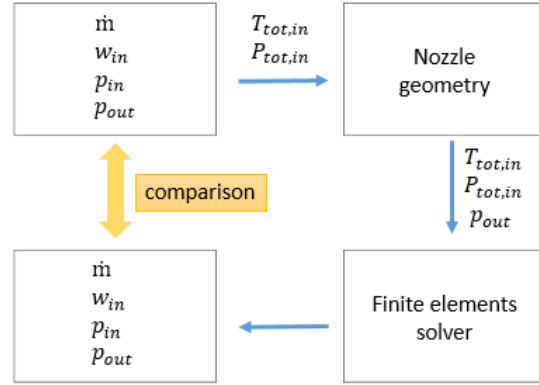 ṁ
w_in
p_in
p_out
T_tot,in
P_tot,in
Nozzle
geometry
T_tot,in
P_tot,in
p_out
comparison
ṁ
w_in
p_in
p_out
Finite elements
solver